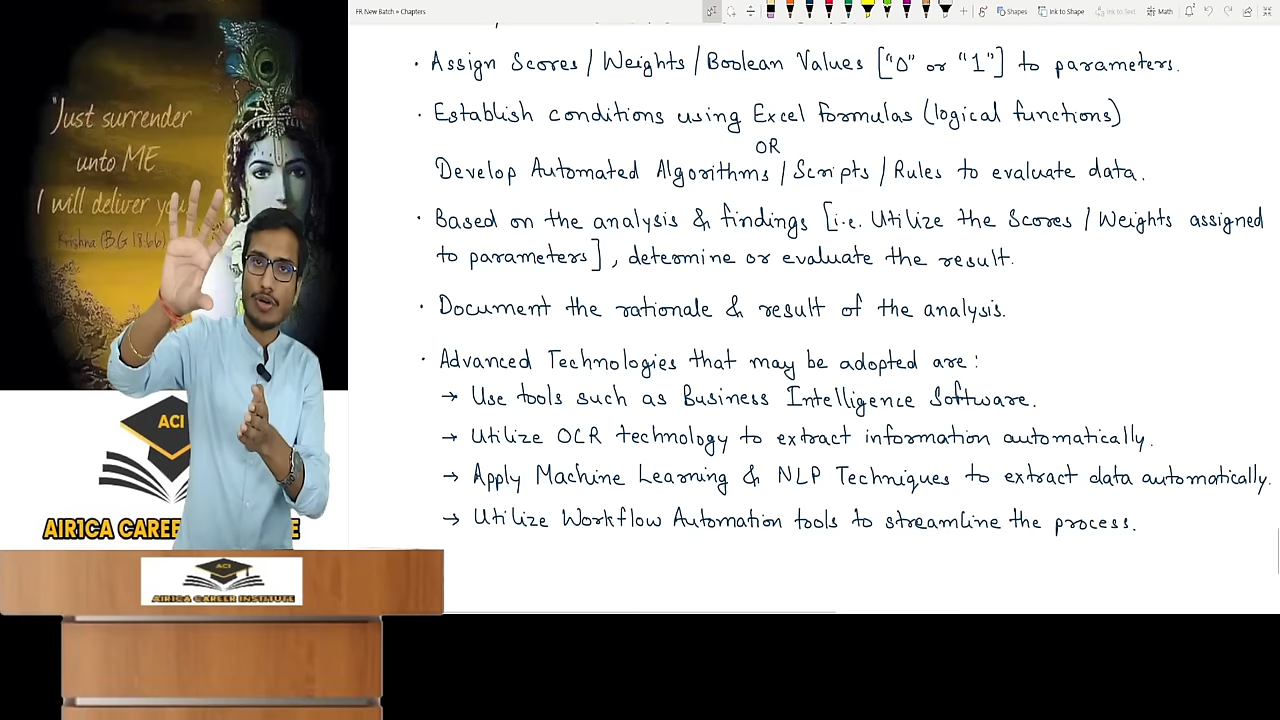 FR New Batch » Chapters
Shapes
Ink to Shape
Ink to Text
Math
· Assign Scores / Weights / Boolean Values ["0" or "1"] to parameters.
· Establish conditions using Excel formulas (logical functions)
OR
Develop Automated Algorithms / Scripts / Rules to evaluate data.
· Based on the analysis & findings [i.e. Utilize the Scores / Weights assigned
to parameters], determine or evaluate the result.
· Document the rationale & result of the analysis.
· Advanced Technologies that may be adopted are:
→ Use tools such as Business Intelligence Software.
→ Utilize OCR technology to extract information automatically.
→ Apply Machine Learning & NLP Techniques to extract data automatically.
→ Utilize Workflow Automation tools to streamline the process.
"Just surrender
unto ME
I will deliver you
Krishna (B.G 18:66)
ACI
AIR1CA CAREE
E
ACI
AIR1CA CAREER INSTITUTE